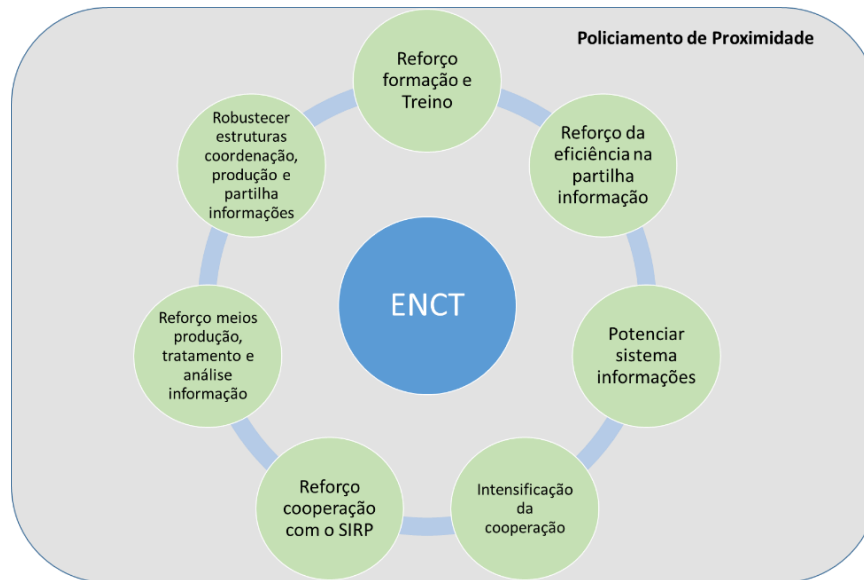 Policiamento de Proximidade
Reforço
formação e
Treino
Reforço da
eficiência na
partilha
informação
Potenciar
sistema
informações
Intensificação
da
cooperação
Reforço
cooperação
com o SIRP
Reforço meios
produção,
tratamento e
análise
informação
Robustecer
estruturas
coordenação,
produção e
partilha
informações
ENCT